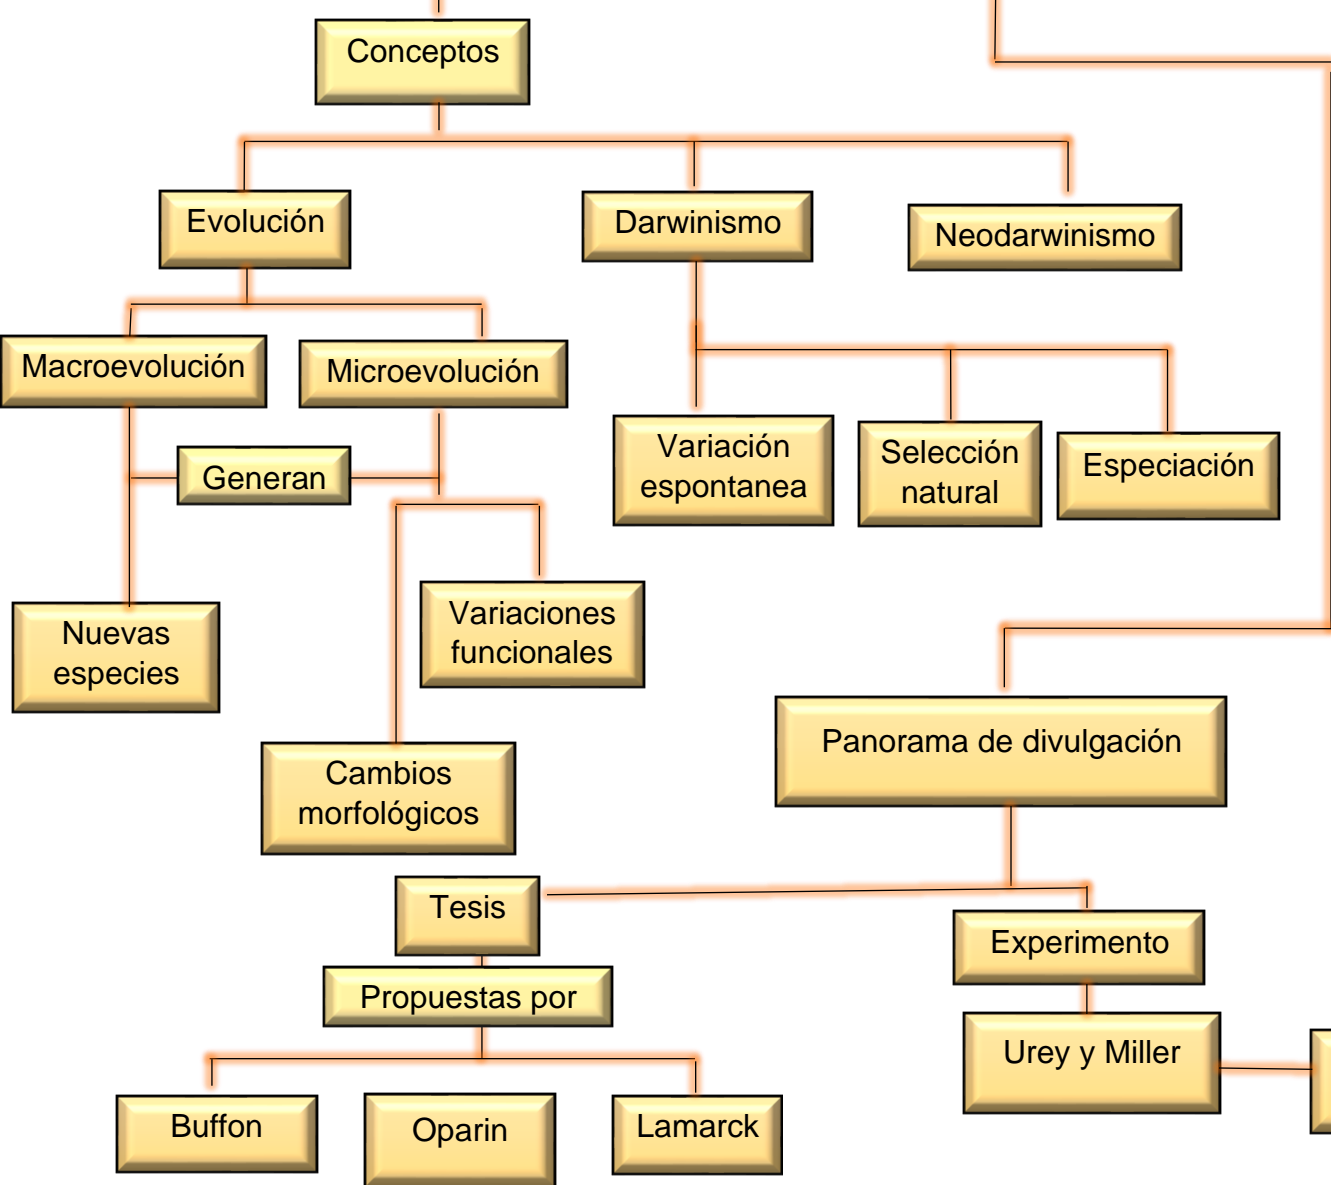 Conceptos
Evolución
Darwinismo
Neodarwinismo
Macroevolución
Microevolución
Generan
Variación
espontanea
Selección
natural
Especiación
Nuevas
especies
Variaciones
funcionales
Cambios
morfológicos
Panorama de divulgación
Tesis
Experimento
Propuestas por
Urey y Miller
Buffon
Oparin
Lamarck